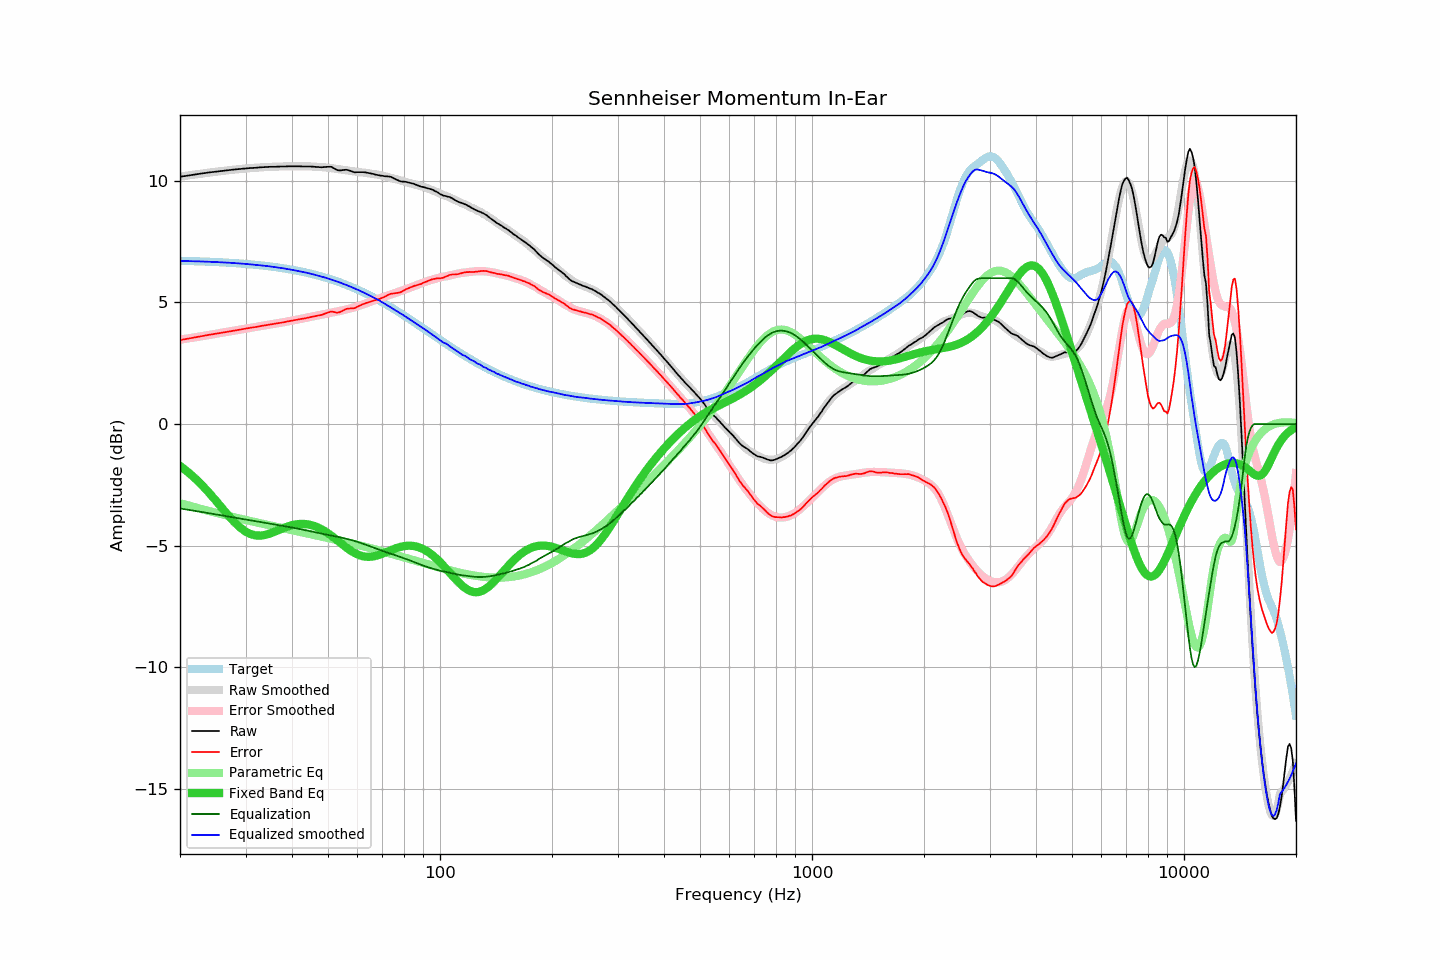 Sennheiser Momentum In-Ear
Amplitude (dBr)
10
5
0
−5
−10
−15
Target
Raw Smoothed
Error Smoothed
Raw
Error
Parametric Eq
Fixed Band Eq
Equalization
Equalized smoothed
100 1000 10000
Frequency (Hz)